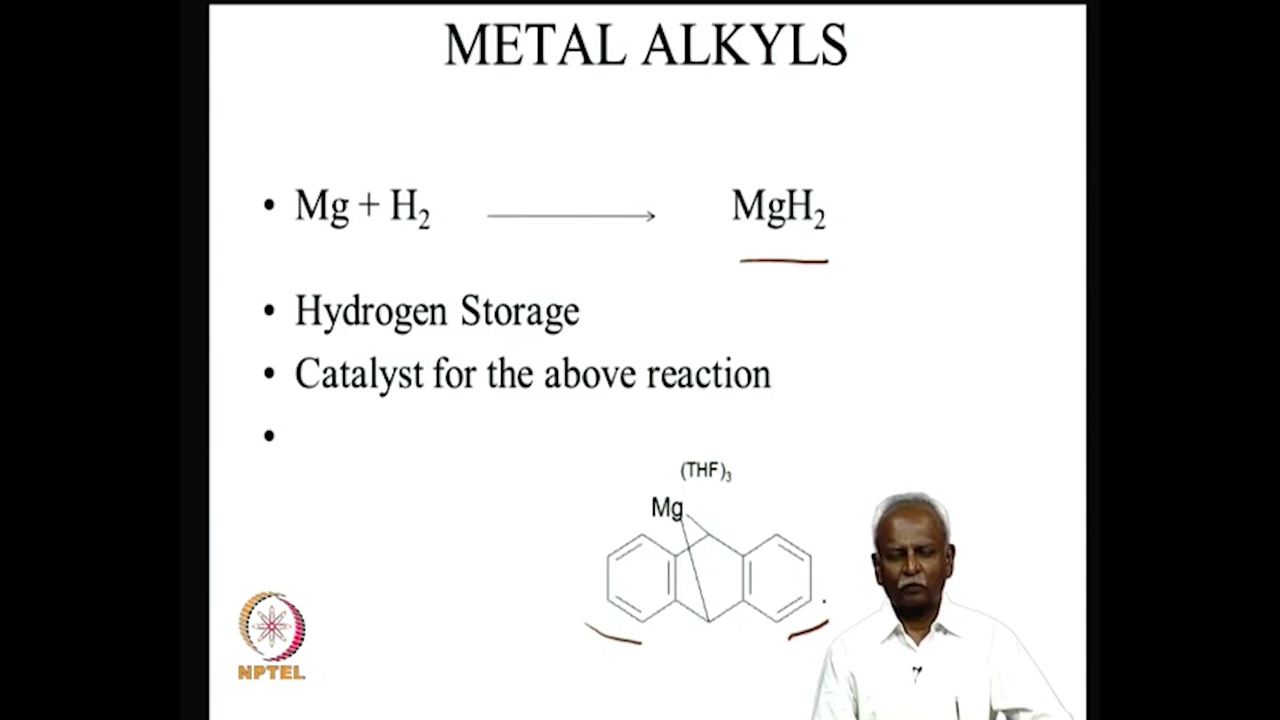 METAL ALKYLS
• Mg + H₂ ⟶ MgH₂
• Hydrogen Storage
• Catalyst for the above reaction
•
(THF)₃
Mg
NPTEL